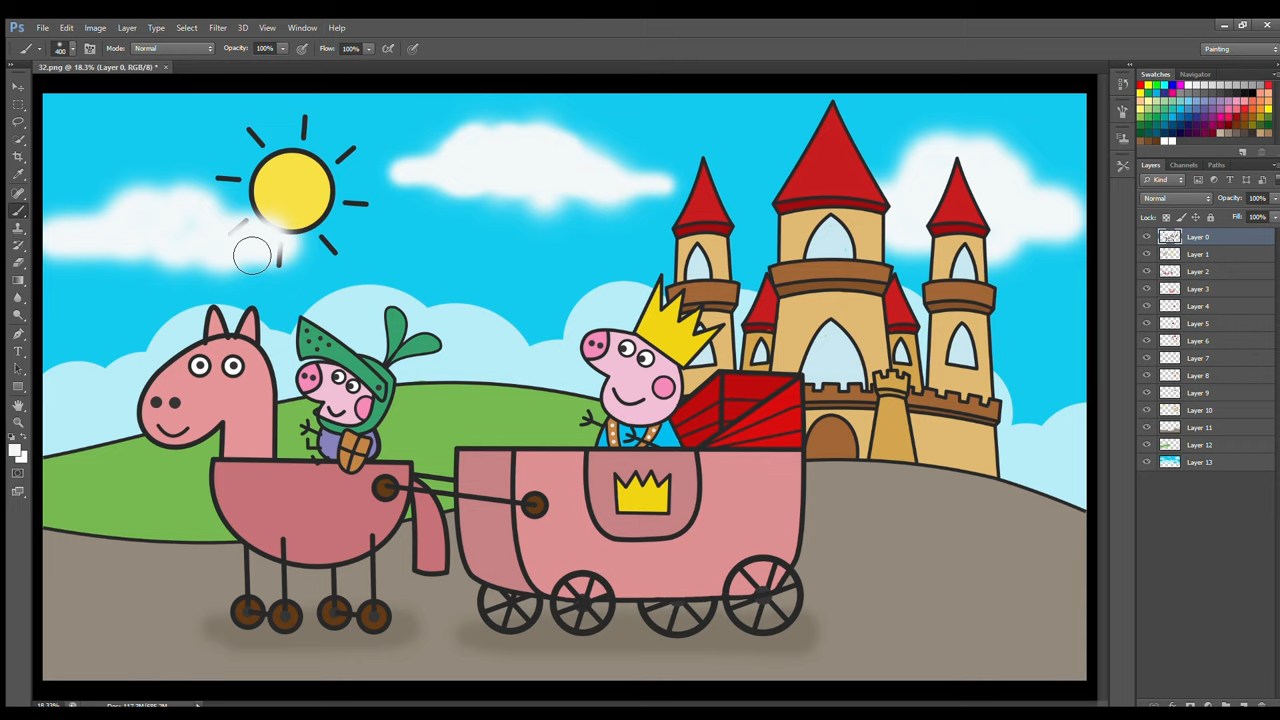 Ps File Edit Image Layer Type Select Filter 3D View Window Help
400 Mode: Normal Opacity: 100% Flow: 100% Painting
32.png @ 18.3% (Layer 0, RGB/8) * ×
Swatches Navigator
Layers Channels Paths
Kind
Normal Opacity: 100%
Lock: Fill: 100%
Layer 0
Layer 1
Layer 2
Layer 3
Layer 4
Layer 5
Layer 6
Layer 7
Layer 8
Layer 9
Layer 10
Layer 11
Layer 12
Layer 13
18.33%